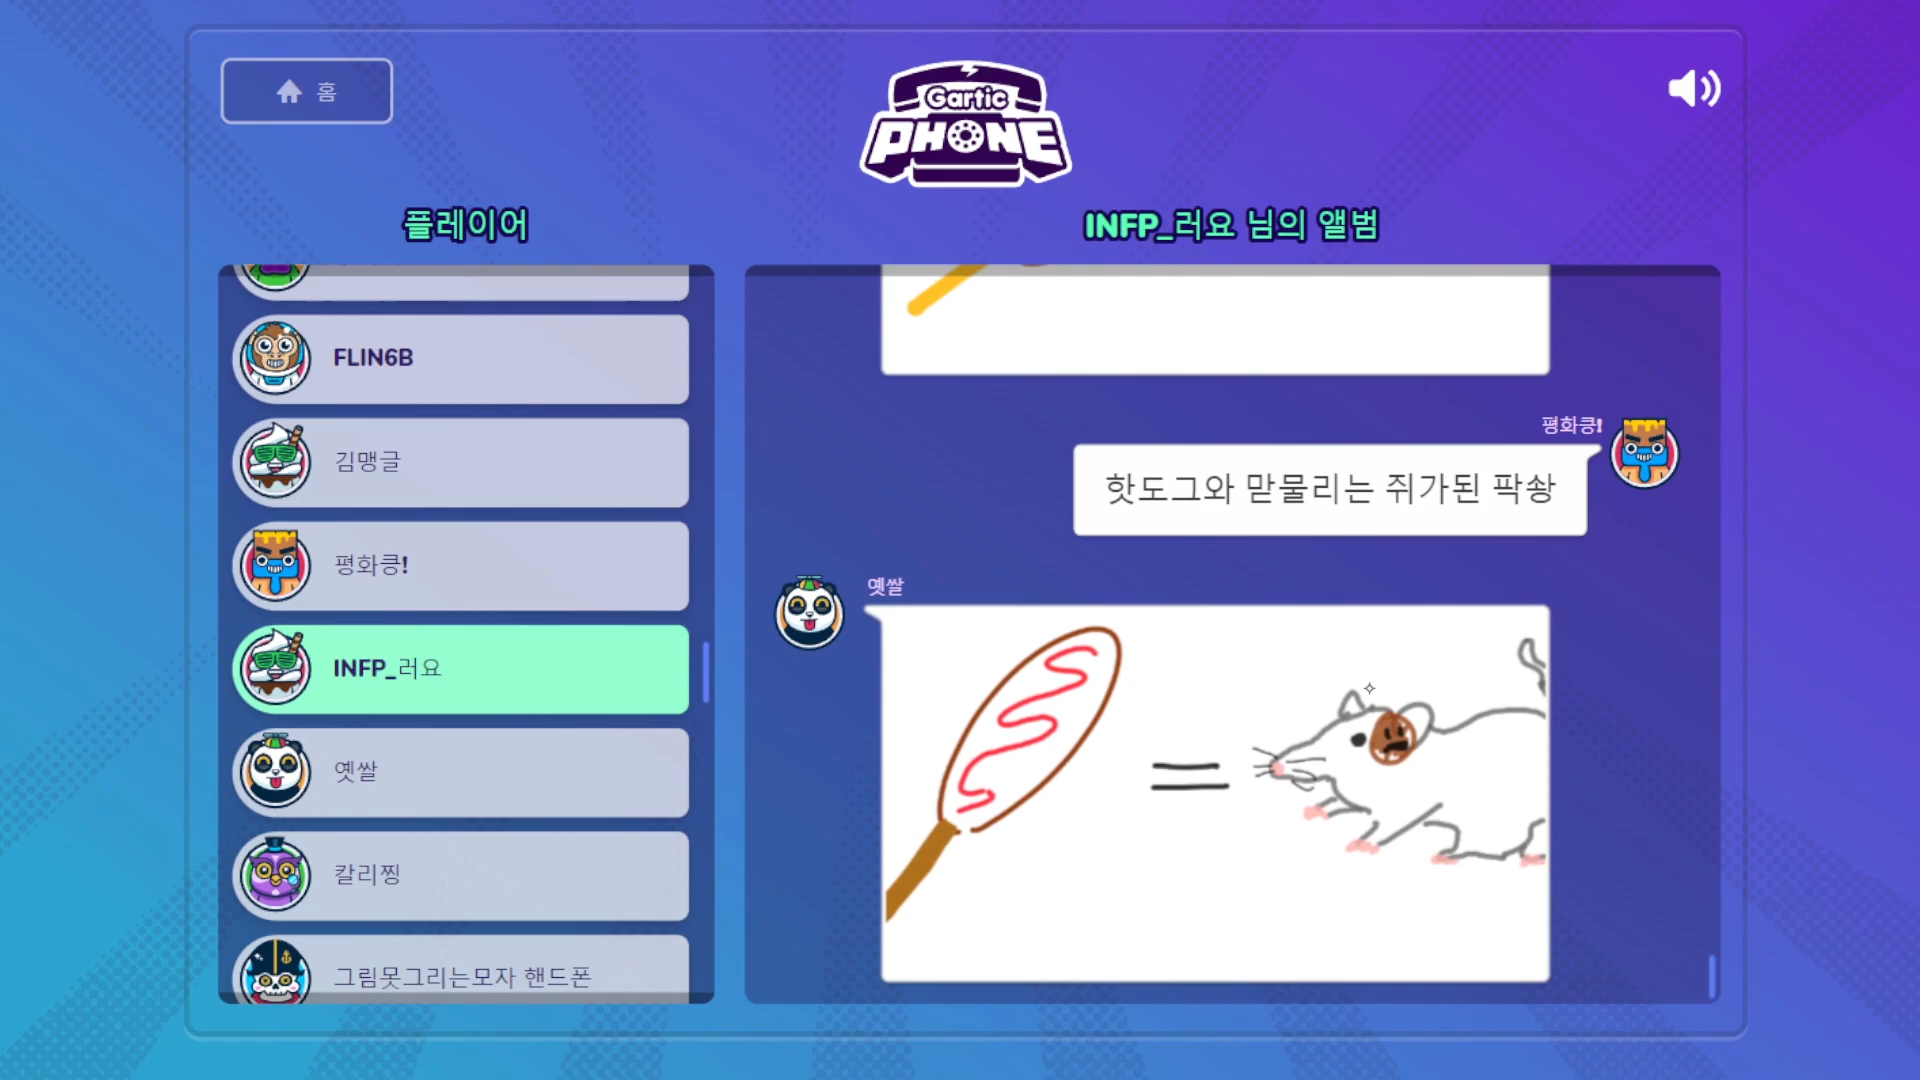 홈
Gartic
PHONE
플레이어
INFP_러요 님의 앨범
FLIN6B
김맹글
평화킁!
INFP_러요
옛쌀
칼리찡
그림못그리는모자 핸드폰
평화킁!
핫도그와 맏물리는 쥐가된 팍솽
옛쌀